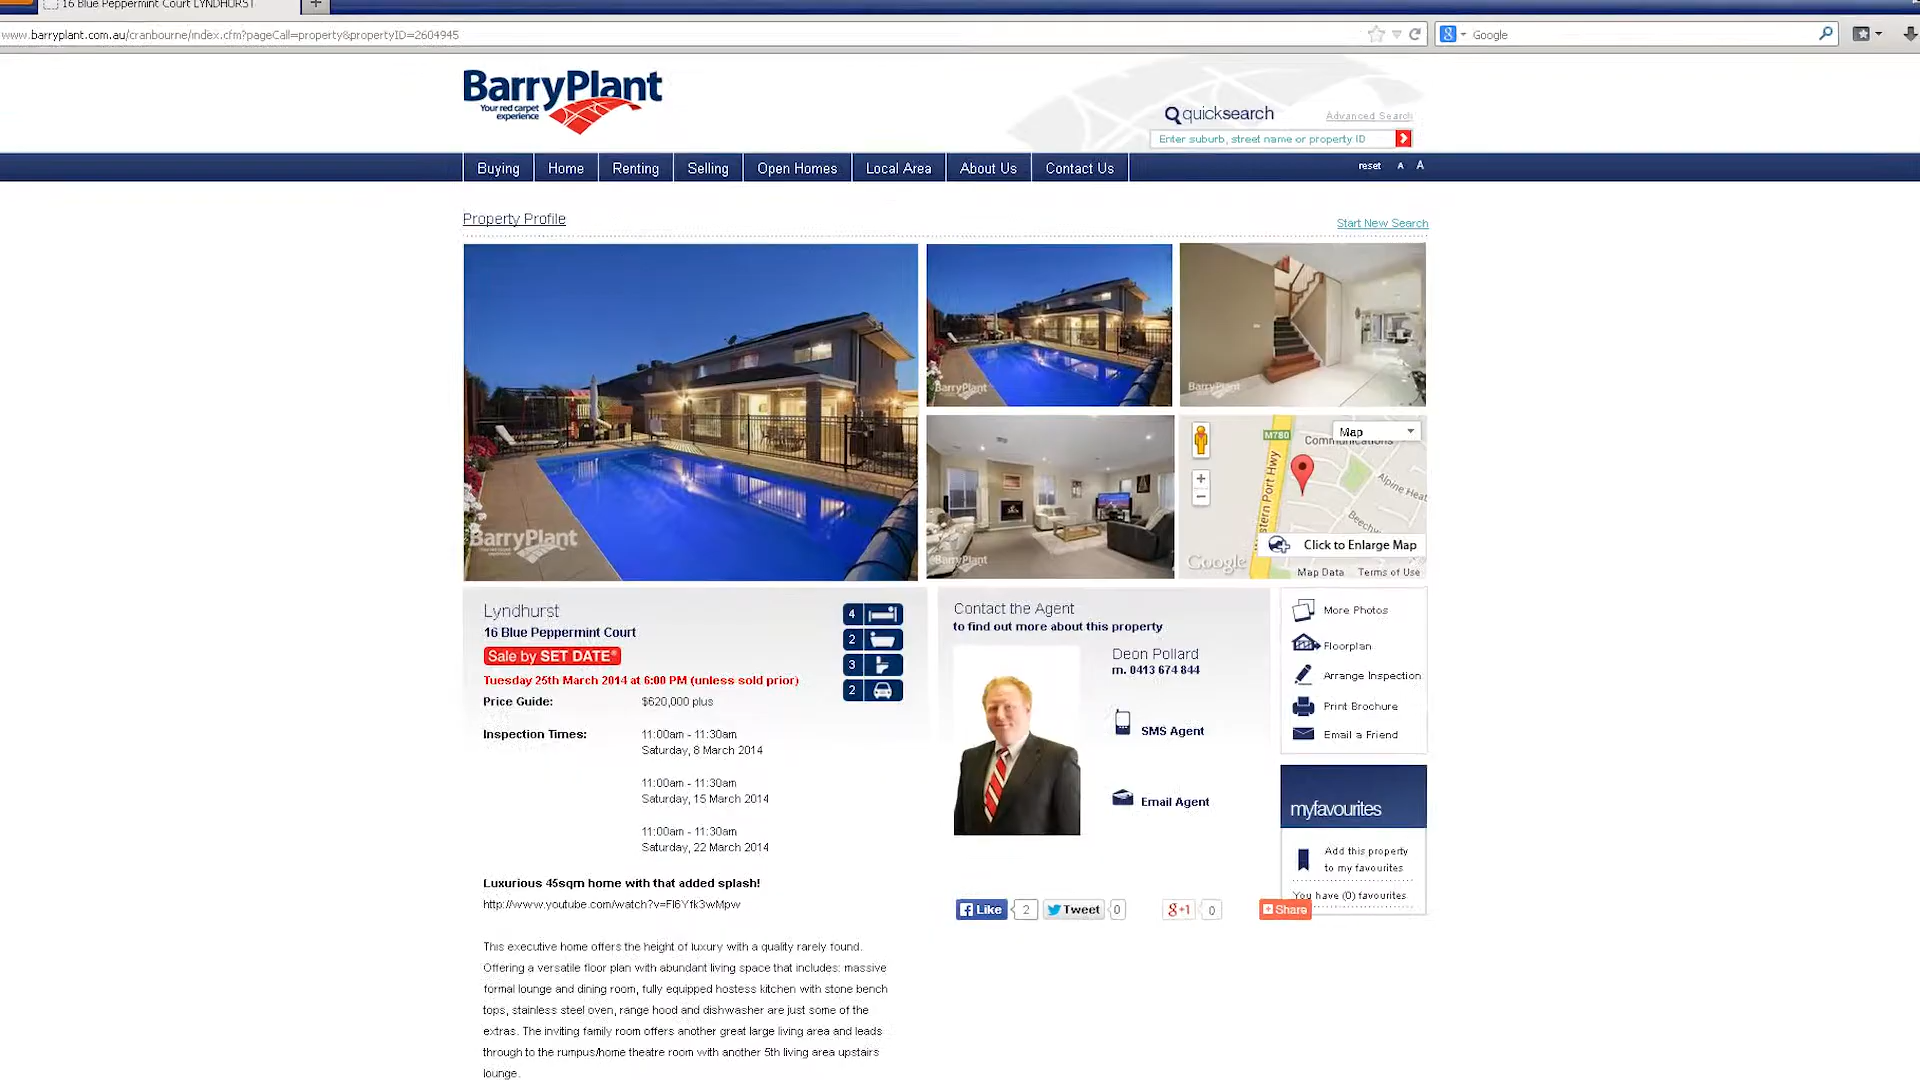 16 Blue Peppermint Court LYNDHURST
www.barryplant.com.au/cranbourne/index.cfm?pageCall=property&propertyID=2604945
Google
BarryPlant
Your red carpet
experience
quicksearch
Advanced Search
Enter suburb, street name or property ID
Buying
Home
Renting
Selling
Open Homes
Local Area
About Us
Contact Us
reset A A
Property Profile
Start New Search
BarryPlant
BarryPlant
BarryPlant
BarryPlant
M780
Map
Communications
Western Port Hwy
Alpine Heat
Beech
Click to Enlarge Map
Google
Map Data
Terms of Use
Lyndhurst
16 Blue Peppermint Court
Sale by SET DATE
Tuesday 25th March 2014 at 6:00 PM (unless sold prior)
Price Guide: $620,000 plus
Inspection Times: 11:00am - 11:30am
Saturday, 8 March 2014
11:00am - 11:30am
Saturday, 15 March 2014
11:00am - 11:30am
Saturday, 22 March 2014
4
2
3
2
Luxurious 45sqm home with that added splash!
http://www.youtube.com/watch?v=Fl6Yfk3wMpw
This executive home offers the height of luxury with a quality rarely found.
Offering a versatile floor plan with abundant living space that includes: massive
formal lounge and dining room, fully equipped hostess kitchen with stone bench
tops, stainless steel oven, range hood and dishwasher are just some of the
extras. The inviting family room offers another great large living area and leads
through to the rumpus/home theatre room with another 5th living area upstairs
lounge.
Contact the Agent
to find out more about this property
Deon Pollard
m. 0413 674 844
SMS Agent
Email Agent
Like 2
Tweet 0
g+1 0
Share
More Photos
Floorplan
Arrange Inspection
Print Brochure
Email a Friend
myfavourites
Add this property
to my favourites
You have (0) favourites